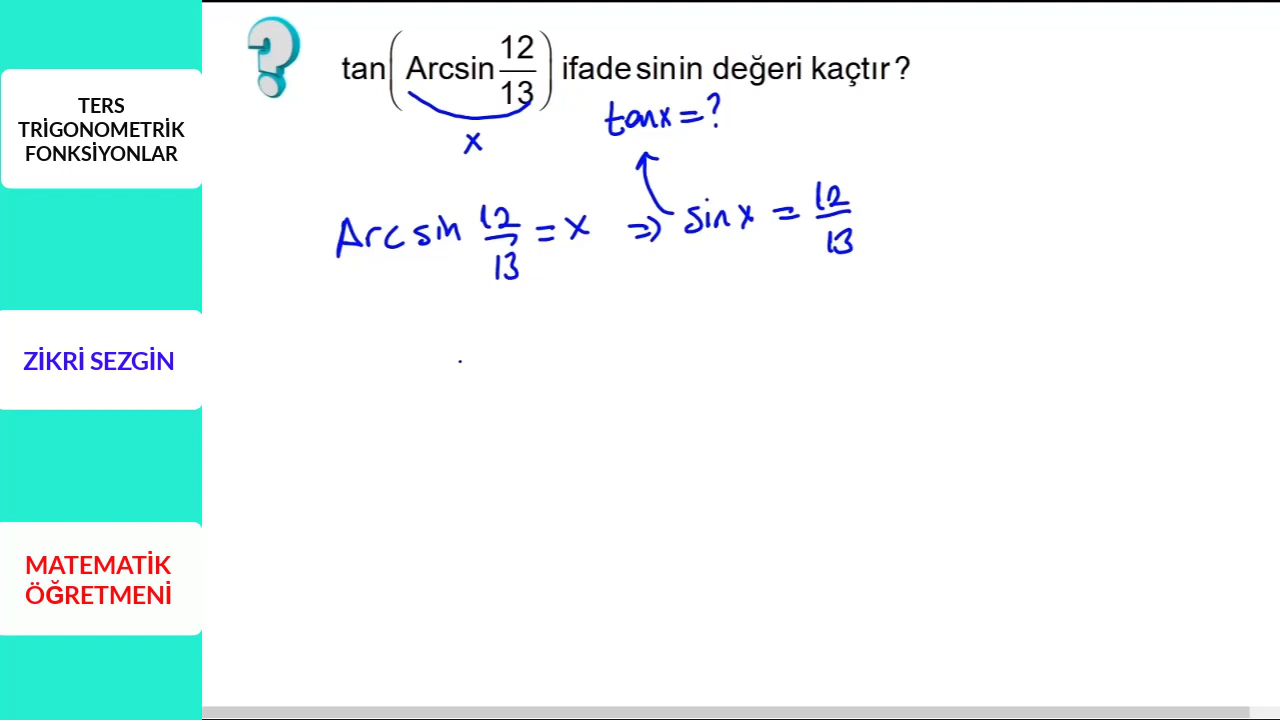 TERS
TRİGONOMETRİK
FONKSİYONLAR
ZİKRİ SEZGİN
MATEMATİK
ÖĞRETMENİ
tan(Arcsin 12/13) ifadesinin değeri kaçtır?
x
tanx=?
Arcsin 12/13 = x ⇒ sinx = 12/13